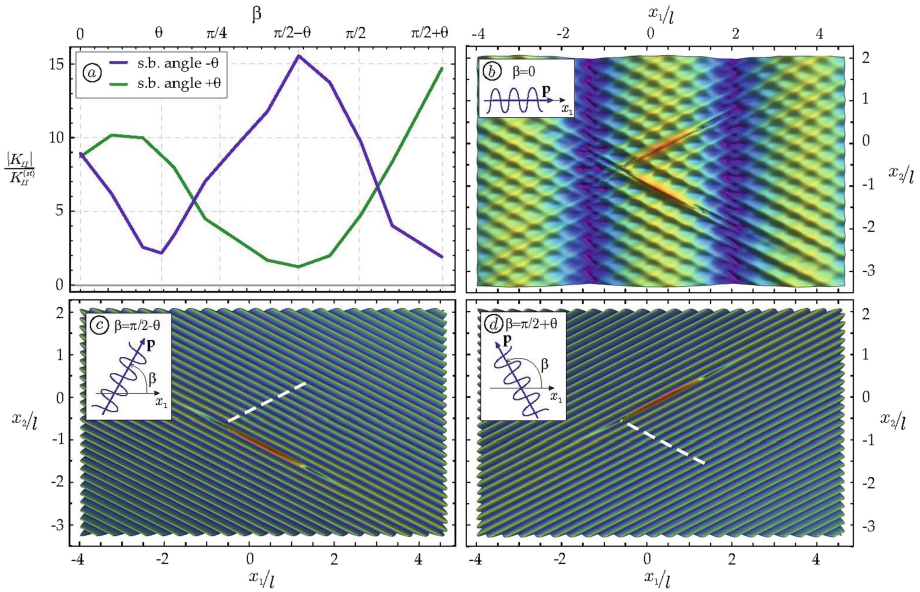 β
0 θ π/4 π/2−θ π/2 π/2+θ
a
s.b. angle -θ
s.b. angle +θ
15
10
5
0
|K_II|
K_II^(st)
x₁/l
-4 -2 0 2 4
b β=0
p
x₁
2
1
0
-1
-2
-3
x₂/l
c β=π/2−θ
p
β
x₁
2
1
0
-1
-2
-3
x₂/l
-4 -2 0 2 4
x₁/l
d β=π/2+θ
p
β
x₁
2
1
0
-1
-2
-3
x₂/l
-4 -2 0 2 4
x₁/l